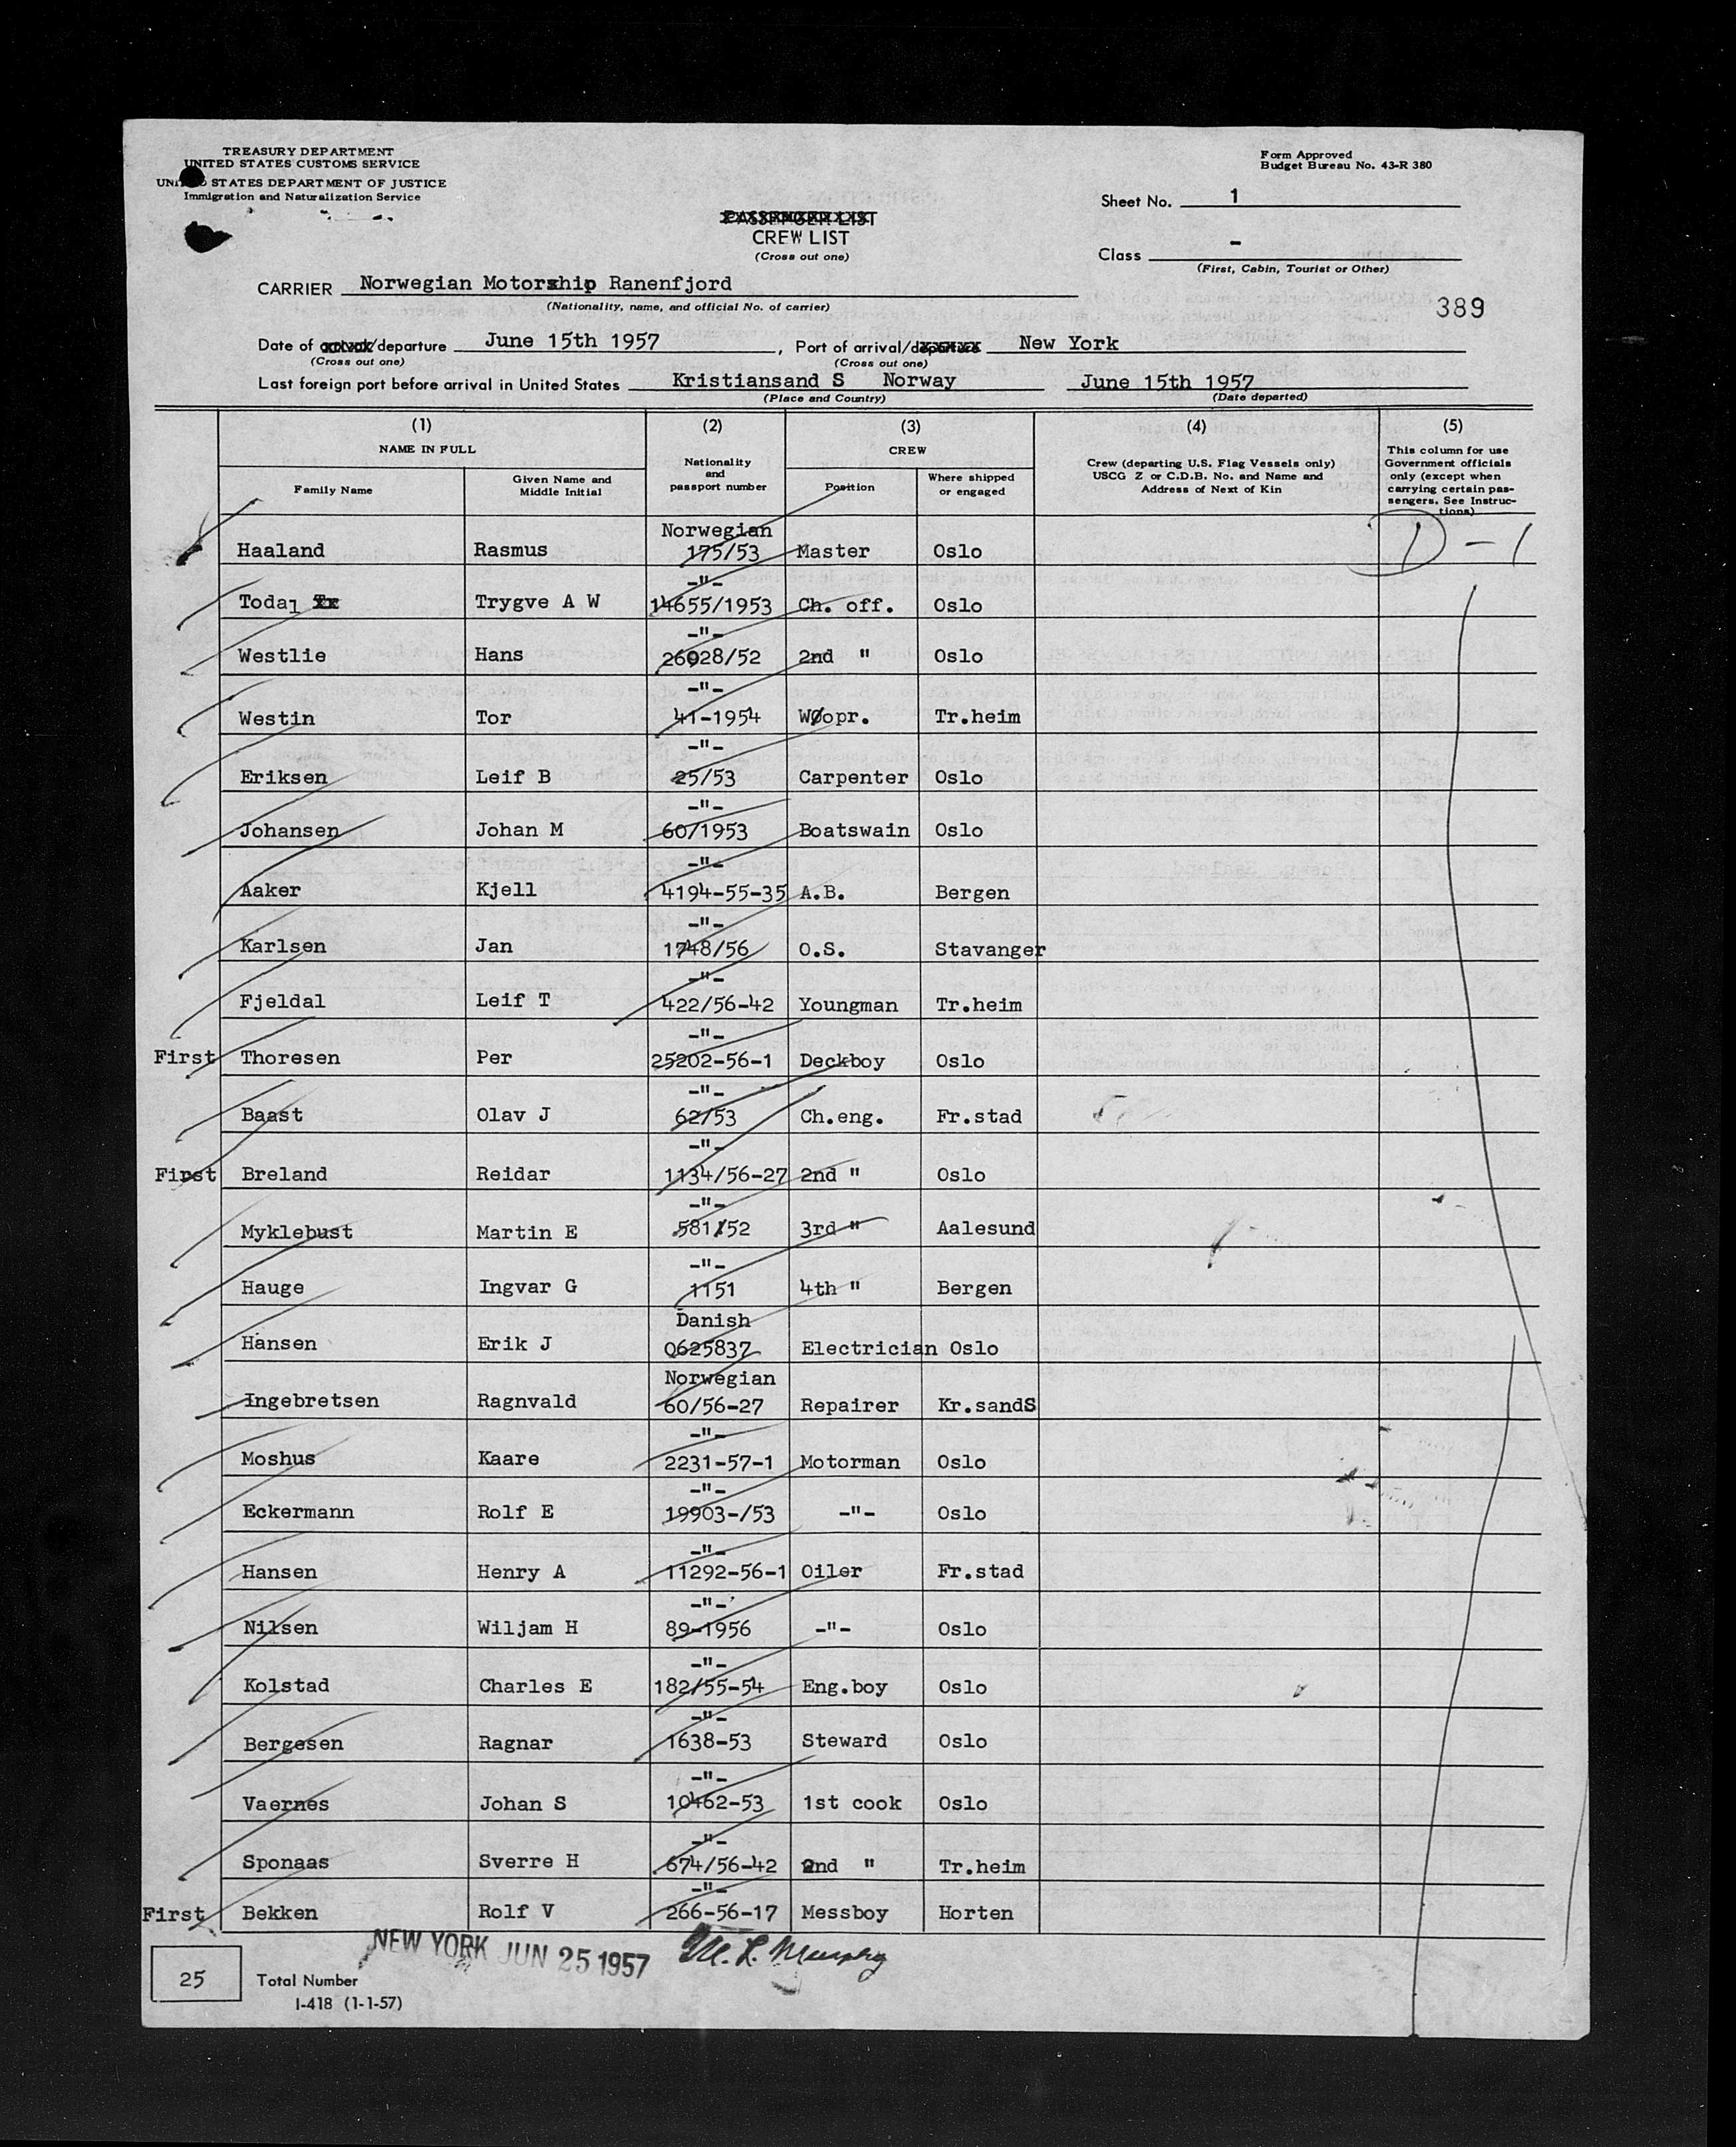 TREASURY DEPARTMENT
UNITED STATES CUSTOMS SERVICE
UNITED STATES DEPARTMENT OF JUSTICE
Immigration and Naturalization Service
Form Approved
Budget Bureau No. 43-R 380
Sheet No. 1
PASSENGER LIST
CREW LIST
(Cross out one)
Class -
(First, Cabin, Tourist or Other)
CARRIER Norwegian Motorship Ranenfjord
(Nationality, name, and official No. of carrier)
389
Date of arrival/departure June 15th 1957, Port of arrival/departure New York
(Cross out one) (Cross out one)
Last foreign port before arrival in United States Kristiansand S Norway June 15th 1957
(Place and Country) (Date departed)
(1) (2) (3) (4) (5)
NAME IN FULL
Family Name
Given Name and Middle Initial
Nationality and passport number
CREW
Position
Where shipped or engaged
Crew (departing U.S. Flag Vessels only)
USCG Z or C.D.B. No. and Name and
Address of Next of Kin
This column for use
Government officials
only (except when
carrying certain pas-
sengers. See Instruc-
tions)
Norwegian
Haaland Rasmus 175/53 Master Oslo D-1
-"-
Todal Trygve A W 14655/1953 Ch. off. Oslo
-"-
Westlie Hans 26028/52 2nd " Oslo
-"-
Westin Tor 41-1954 WØopr. Tr.heim
-"-
Eriksen Leif B 25/53 Carpenter Oslo
-"-
Johansen Johan M 60/1953 Boatswain Oslo
-"-
Aaker Kjell 4194-55-35 A.B. Bergen
-"-
Karlsen Jan 1748/56 O.S. Stavanger
-"-
Fjeldal Leif T 422/56-42 Youngman Tr.heim
-"-
First Thoresen Per 25202-56-1 Deckboy Oslo
-"-
Baast Olav J 62/53 Ch.eng. Fr.stad
-"-
First Breland Reidar 1134/56-27 2nd " Oslo
-"-
Myklebust Martin E 581/52 3rd " Aalesund
-"-
Hauge Ingvar G 1151 4th " Bergen
Danish
Hansen Erik J 0625837 Electrician Oslo
Norwegian
Ingebretsen Ragnvald 60/56-27 Repairer Kr.sandS
-"-
Moshus Kaare 2231-57-1 Motorman Oslo
-"-
Eckermann Rolf E 19903-/53 -"- Oslo
-"-
Hansen Henry A 11292-56-1 Oiler Fr.stad
-"-
Nilsen Wiljam H 89-1956 -"- Oslo
-"-
Kolstad Charles E 182/55-54 Eng.boy Oslo
-"-
Bergesen Ragnar 1638-53 Steward Oslo
-"-
Vaernes Johan S 10462-53 1st cook Oslo
-"-
Sponaas Sverre H 674/56-42 2nd " Tr.heim
-"-
First Bekken Rolf V 266-56-17 Messboy Horten
NEW YORK JUN 25 1957 M. L. Murphy
25 Total Number
I-418 (1-1-57)